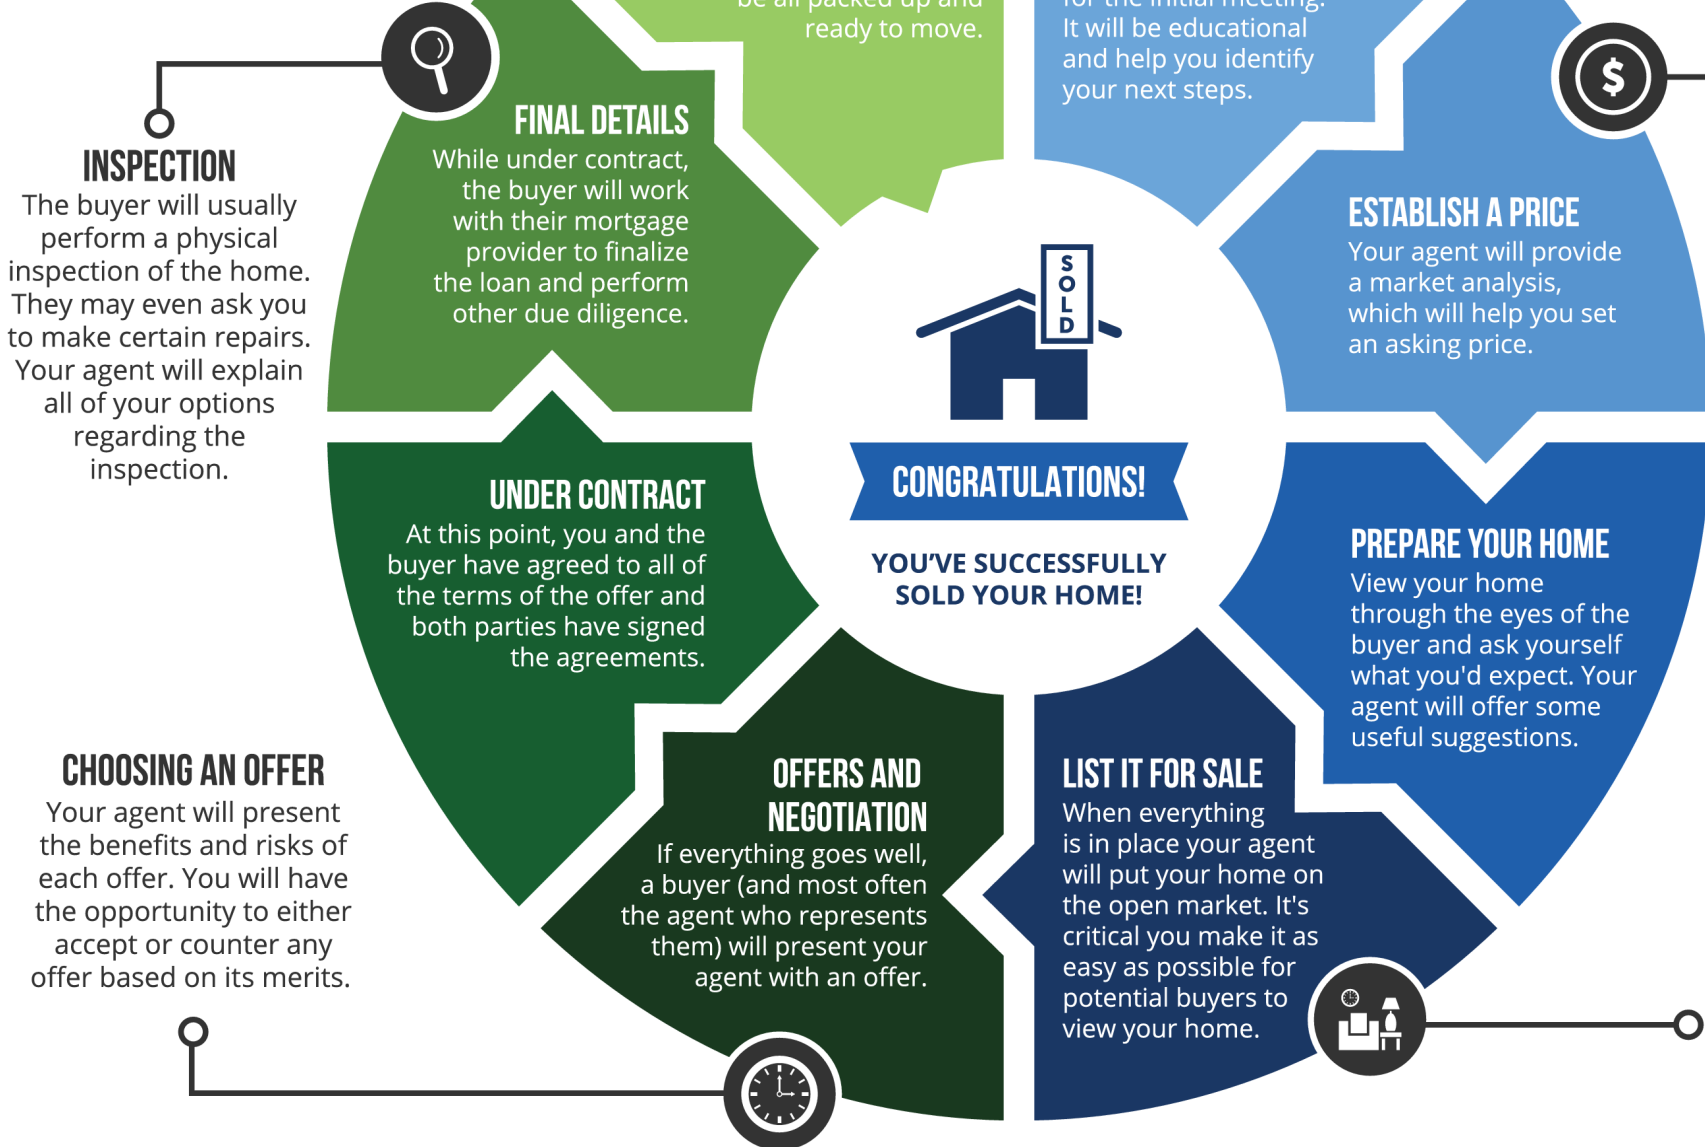 be all packed up and
ready to move.
for the initial meeting.
It will be educational
and help you identify
your next steps.
$
FINAL DETAILS
While under contract,
the buyer will work
with their mortgage
provider to finalize
the loan and perform
other due diligence.
INSPECTION
The buyer will usually
perform a physical
inspection of the home.
They may even ask you
to make certain repairs.
Your agent will explain
all of your options
regarding the
inspection.
ESTABLISH A PRICE
Your agent will provide
a market analysis,
which will help you set
an asking price.
SOLD
CONGRATULATIONS!
YOU'VE SUCCESSFULLY
SOLD YOUR HOME!
UNDER CONTRACT
At this point, you and the
buyer have agreed to all of
the terms of the offer and
both parties have signed
the agreements.
PREPARE YOUR HOME
View your home
through the eyes of the
buyer and ask yourself
what you'd expect. Your
agent will offer some
useful suggestions.
CHOOSING AN OFFER
Your agent will present
the benefits and risks of
each offer. You will have
the opportunity to either
accept or counter any
offer based on its merits.
OFFERS AND
NEGOTIATION
If everything goes well,
a buyer (and most often
the agent who represents
them) will present your
agent with an offer.
LIST IT FOR SALE
When everything
is in place your agent
will put your home on
the open market. It's
critical you make it as
easy as possible for
potential buyers to
view your home.